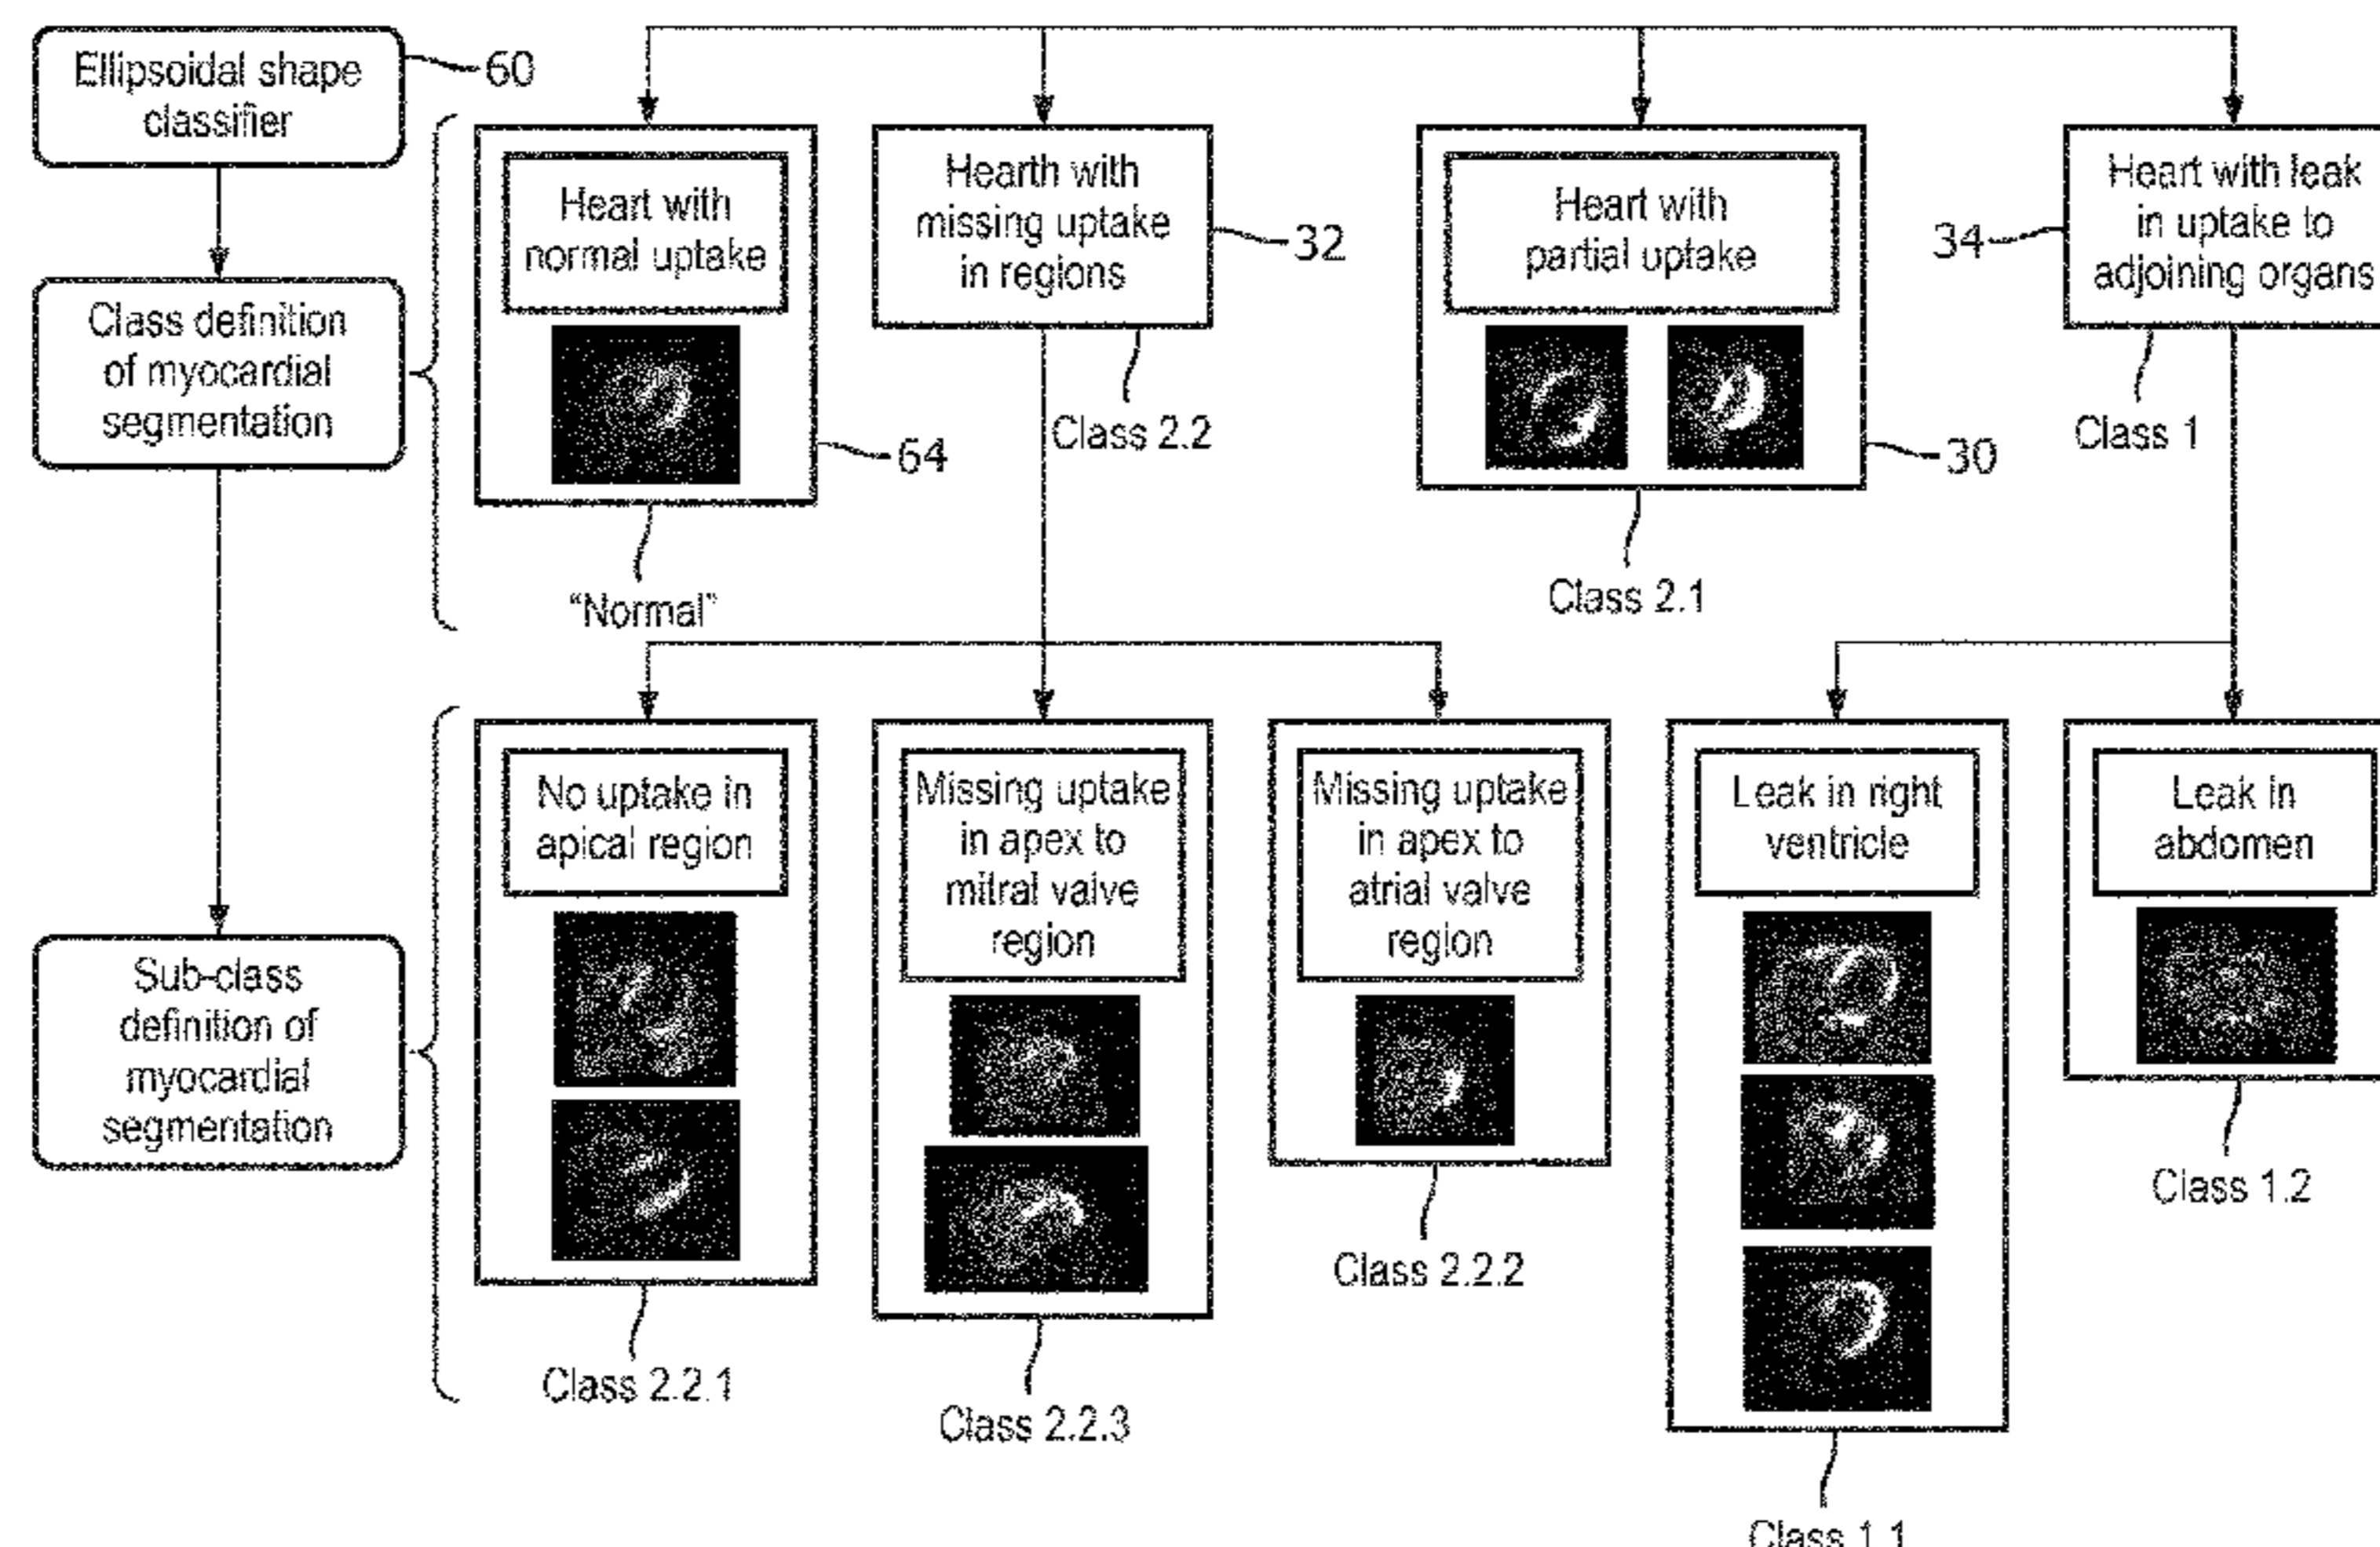 Ellipsoidal shape
classifier
60
Class definition
of myocardial
segmentation
Heart with
normal uptake
64
"Normal"
Hearth with
missing uptake
in regions
32
Class 2.2
Heart with
partial uptake
30
Class 2.1
Heart with leak
in uptake to
adjoining organs
34
Class 1
Sub-class
definition of
myocardial
segmentation
No uptake in
apical region
Class 2.2.1
Missing uptake
in apex to
mitral valve
region
Class 2.2.3
Missing uptake
in apex to
atrial valve
region
Class 2.2.2
Leak in right
ventricle
Class 1.1
Leak in
abdomen
Class 1.2